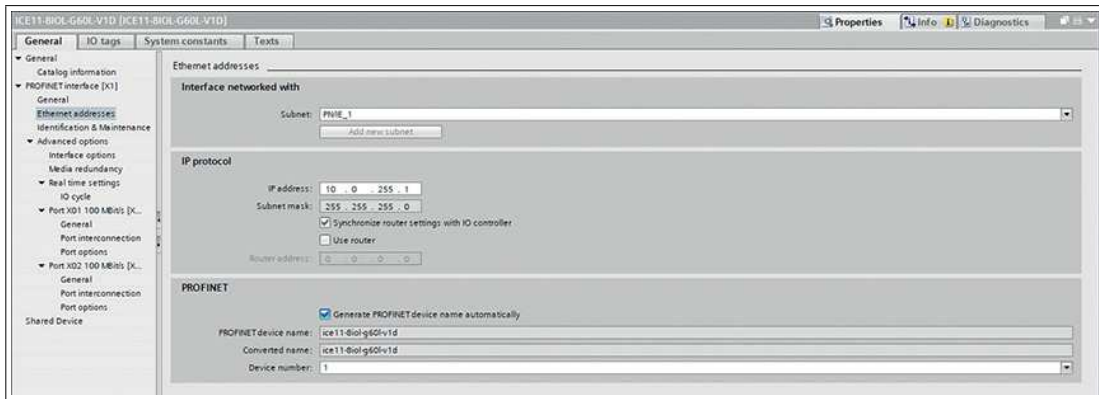 ICE11-8IOL-G60L-V1D [ICE11-8IOL-G60L-V1D]
Properties
Info
Diagnostics
General
IO tags
System constants
Texts
General
Catalog information
PROFINET interface [X1]
General
Ethernet addresses
Identification & Maintenance
Advanced options
Interface options
Media redundancy
Real time settings
IO cycle
Port X01 100 MBit/s [X...
General
Port interconnection
Port options
Port X02 100 MBit/s [X...
General
Port interconnection
Port options
Shared Device
Ethernet addresses
Interface networked with
Subnet: PN/IE_1
Add new subnet
IP protocol
IP address: 10 . 0 . 255 . 1
Subnet mask: 255 . 255 . 255 . 0
Synchronize router settings with IO controller
Use router
Router address: 0 . 0 . 0 . 0
PROFINET
Generate PROFINET device name automatically
PROFINET device name: ice11-8iol-g60l-v1d
Converted name: ice11-8iol-g60l-v1d
Device number: 1